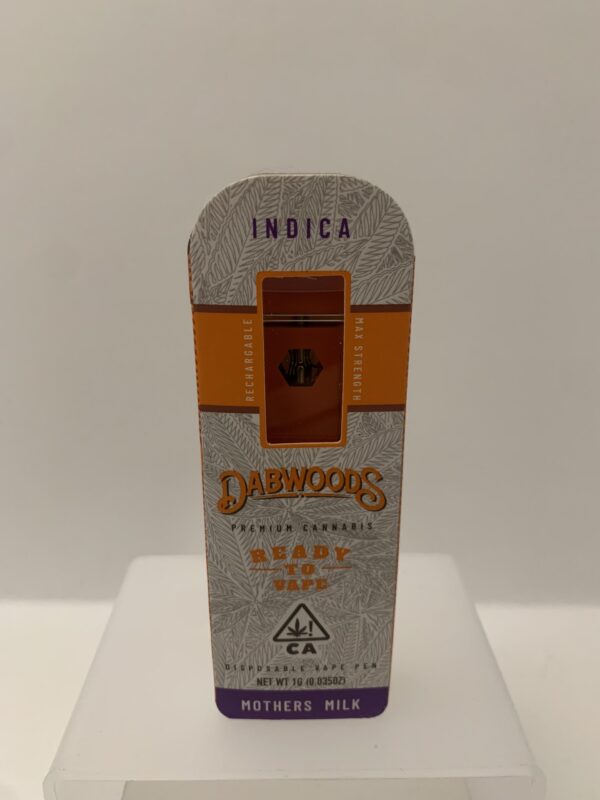 INDICA
RECHARGABLE
MAX STRENGTH
DABWOODS
PREMIUM CANNABIS
READY
TO
VAPE
CA
DISPOSABLE VAPE PEN
NET WT 1G (0.035OZ)
MOTHERS MILK